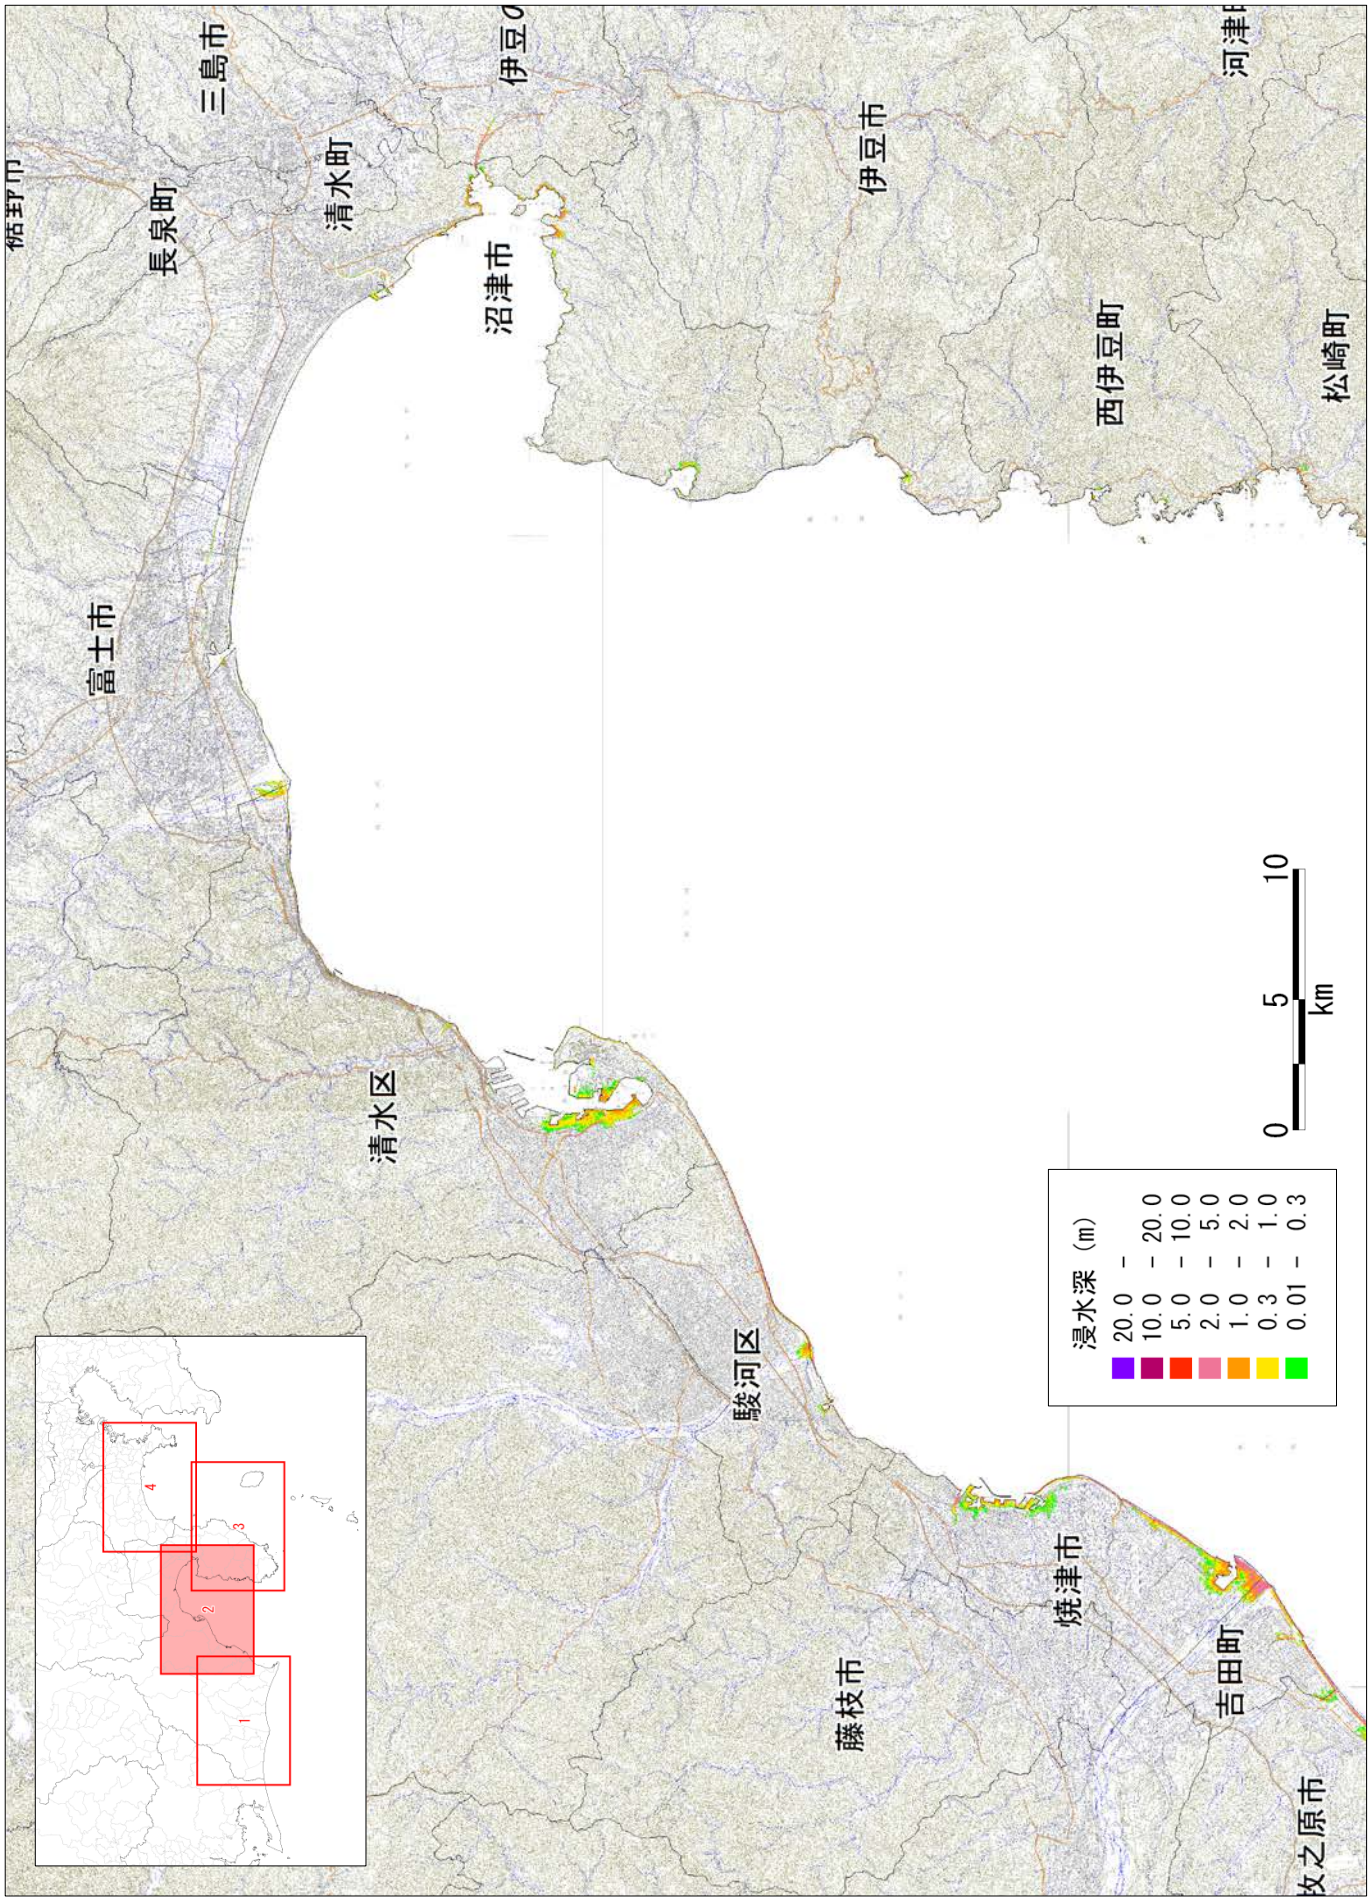 裾野市
三島市
伊豆の
河津町
長泉町
清水町
沼津市
伊豆市
西伊豆町
松崎町
富士市
清水区
駿河区
焼津市
藤枝市
吉田町
牧之原市
0 5 10
km
浸水深 (m)
20.0 -
10.0 - 20.0
5.0 - 10.0
2.0 - 5.0
1.0 - 2.0
0.3 - 1.0
0.01 - 0.3
1
2
3
4